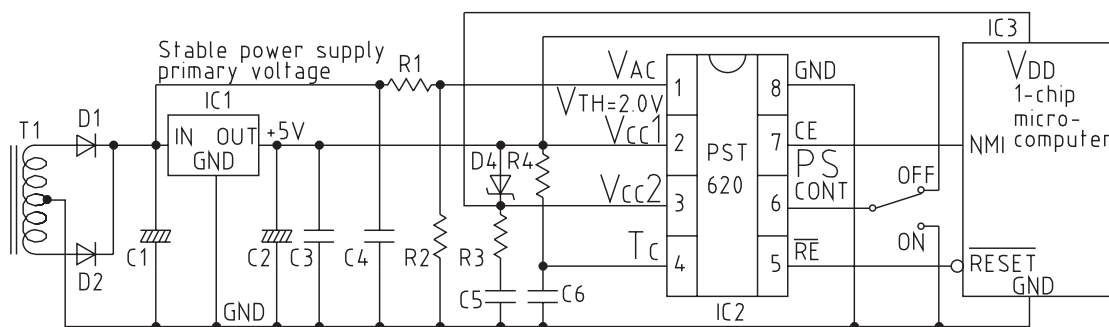 IC3
Stable power supply
primary voltage
R1
VAC
1
8
GND
VDD
1-chip
micro-
computer
T1
D1
IC1
IN OUT
GND
+5V
VTH=2.0V
VCC1
2
PST
620
7
CE
NMI
D4
R4
PS
CONT
OFF
VCC2
3
6
ON
C1
D2
C2
C3
C4
R2
R3
TC
4
5
RE
RESET
GND
C5
C6
GND
IC2